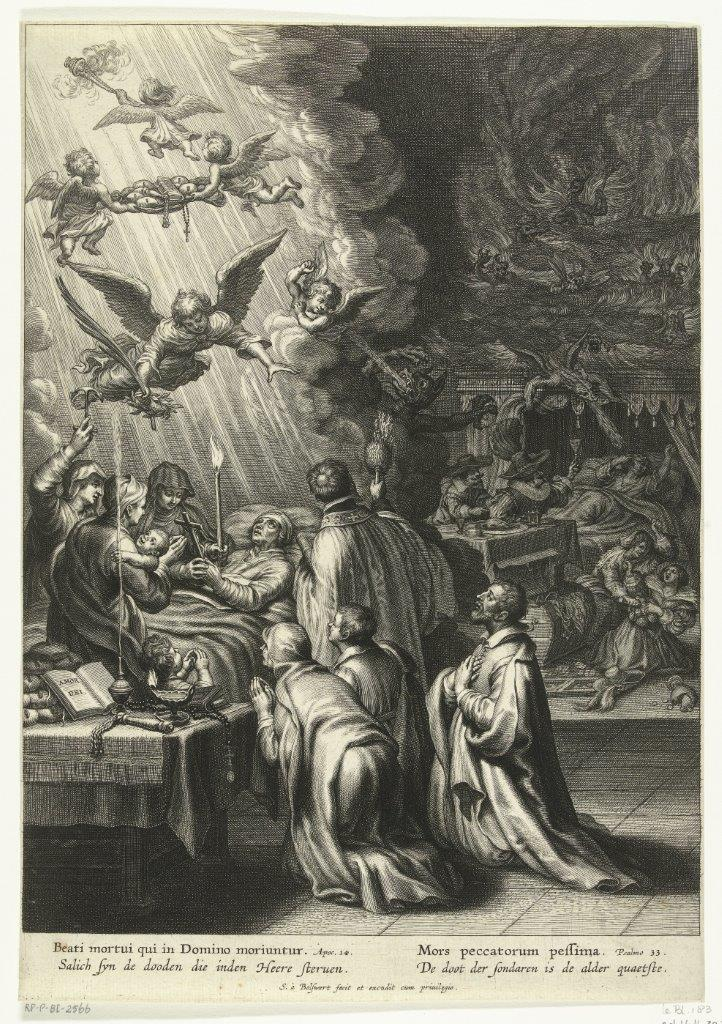 AMOR
DEI.
Beati mortui qui in Domino moriuntur. Apoc. 14.
Salich syn de dooden die inden Heere sterven.
Mors peccatorum peſſima. Psalmo 33.
De doot der sondaren is de alder quaetste.
S. à Bolswert fecit et excudit cum privilegio.
RP-P-BI-2566